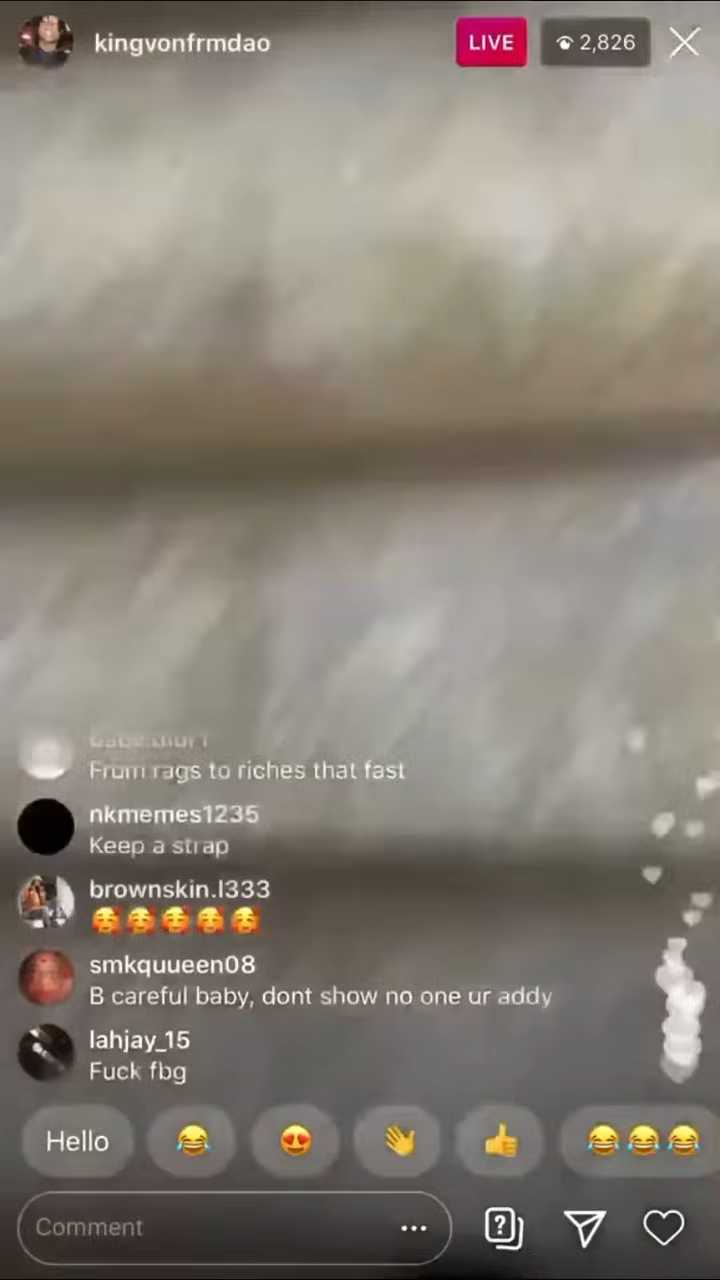 kingvonfrmdao
LIVE
2,826
From rags to riches that fast
nkmemes1235
Keep a strap
brownskin.l333
🥰🥰🥰🥰🥰
smkquueen08
B careful baby, dont show no one ur addy
lahjay_15
Fuck fbg
Hello 😂 😍 👋 👍 😂😂😂
Comment